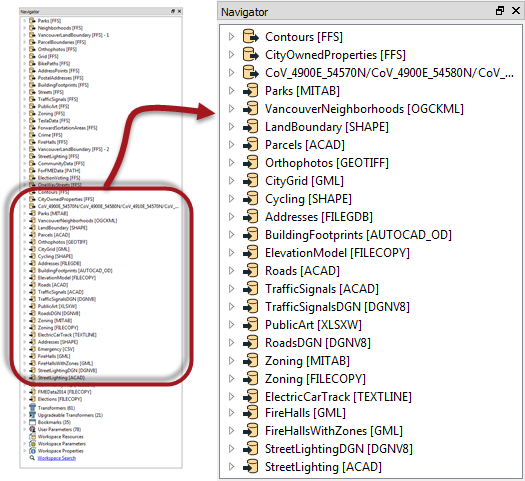 Navigator
Parks [FFS]
Neighborhoods [FFS]
VancouverLandBoundary [FFS] - 1
ParcelBoundaries [FFS]
Orthophotos [FFS]
Grid [FFS]
BikePaths [FFS]
AddressPoints [FFS]
PostalAddresses [FFS]
BuildingFootprints [FFS]
Streets [FFS]
TrafficSignals [FFS]
PublicArt [FFS]
Zoning [FFS]
TeslaData [FFS]
ForwardSortationAreas [FFS]
Crime [FFS]
FireHalls [FFS]
VancouverLandBoundary [FFS] - 2
StreetLighting [FFS]
CommunityData [FFS]
ForFMEData [PATH]
ElectionVoting [FFS]
OneWayStreets [FFS]
Contours [FFS]
CityOwnedProperties [FFS]
CoV_4900E_54570N/CoV_4900E_54580N/CoV_4910E_54570N/CoV_...
Parks [MITAB]
VancouverNeighborhoods [OGCKML]
LandBoundary [SHAPE]
Parcels [ACAD]
Orthophotos [GEOTIFF]
CityGrid [GML]
Cycling [SHAPE]
Addresses [FILEGDB]
BuildingFootprints [AUTOCAD_OD]
ElevationModel [FILECOPY]
Roads [ACAD]
TrafficSignals [ACAD]
TrafficSignalsDGN [DGNV8]
PublicArt [XLSXW]
RoadsDGN [DGNV8]
Zoning [MITAB]
Zoning [FILECOPY]
ElectricCarTrack [TEXTLINE]
Addresses [SHAPE]
Emergency [CSV]
FireHalls [GML]
FireHallsWithZones [GML]
StreetLightingDGN [DGNV8]
StreetLighting [ACAD]
FMEData2014 [FILECOPY]
Elections [FILECOPY]
Transformers (61)
Upgradeable Transformers (21)
Bookmarks (35)
User Parameters (78)
Workspace Resources
Workspace Parameters
Workspace Properties
Workspace Search
Navigator
Contours [FFS]
CityOwnedProperties [FFS]
CoV_4900E_54570N/CoV_4900E_54580N/CoV_...
Parks [MITAB]
VancouverNeighborhoods [OGCKML]
LandBoundary [SHAPE]
Parcels [ACAD]
Orthophotos [GEOTIFF]
CityGrid [GML]
Cycling [SHAPE]
Addresses [FILEGDB]
BuildingFootprints [AUTOCAD_OD]
ElevationModel [FILECOPY]
Roads [ACAD]
TrafficSignals [ACAD]
TrafficSignalsDGN [DGNV8]
PublicArt [XLSXW]
RoadsDGN [DGNV8]
Zoning [MITAB]
Zoning [FILECOPY]
ElectricCarTrack [TEXTLINE]
FireHalls [GML]
FireHallsWithZones [GML]
StreetLightingDGN [DGNV8]
StreetLighting [ACAD]